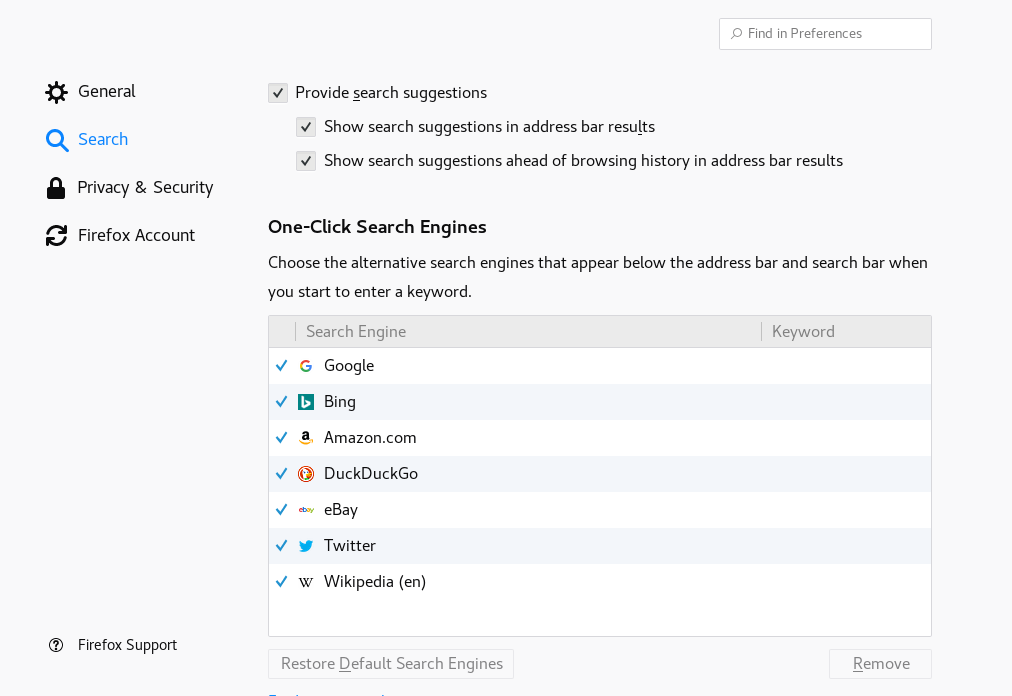 Find in Preferences
General
Search
Privacy & Security
Firefox Account
Provide search suggestions
Show search suggestions in address bar results
Show search suggestions ahead of browsing history in address bar results
One-Click Search Engines
Choose the alternative search engines that appear below the address bar and search bar when
you start to enter a keyword.
Search Engine Keyword
Google
Bing
Amazon.com
DuckDuckGo
eBay
Twitter
Wikipedia (en)
Firefox Support
Restore Default Search Engines Remove